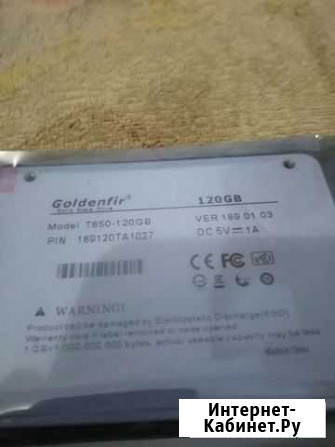 Goldenfir®
Solid State Drive
120GB
Model T650-120GB
VER 189 01 03
P/N 189120TA1027
DC 5V ⎓ 1A
CE FC
WARNING!
Product can be damaged by Electrostatic Discharge(ESD)
Warranty void if label removed or case opened
1 GB=1,000,000,000 bytes, actual useable capacity may be less
Made in China
Интернет-
Кабинет.Ру